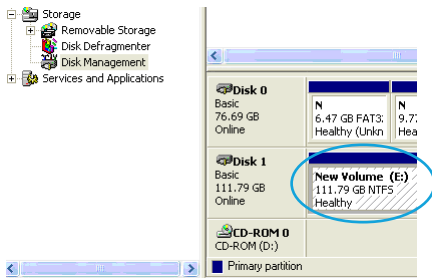 Storage
Removable Storage
Disk Defragmenter
Disk Management
Services and Applications
Disk 0
Basic
76.69 GB
Online
N
6.47 GB FAT3
Healthy (Unkn
N
9.7
Hea
Disk 1
Basic
111.79 GB
Online
New Volume (E:)
111.79 GB NTFS
Healthy
CD-ROM 0
CD-ROM (D:)
Primary partition